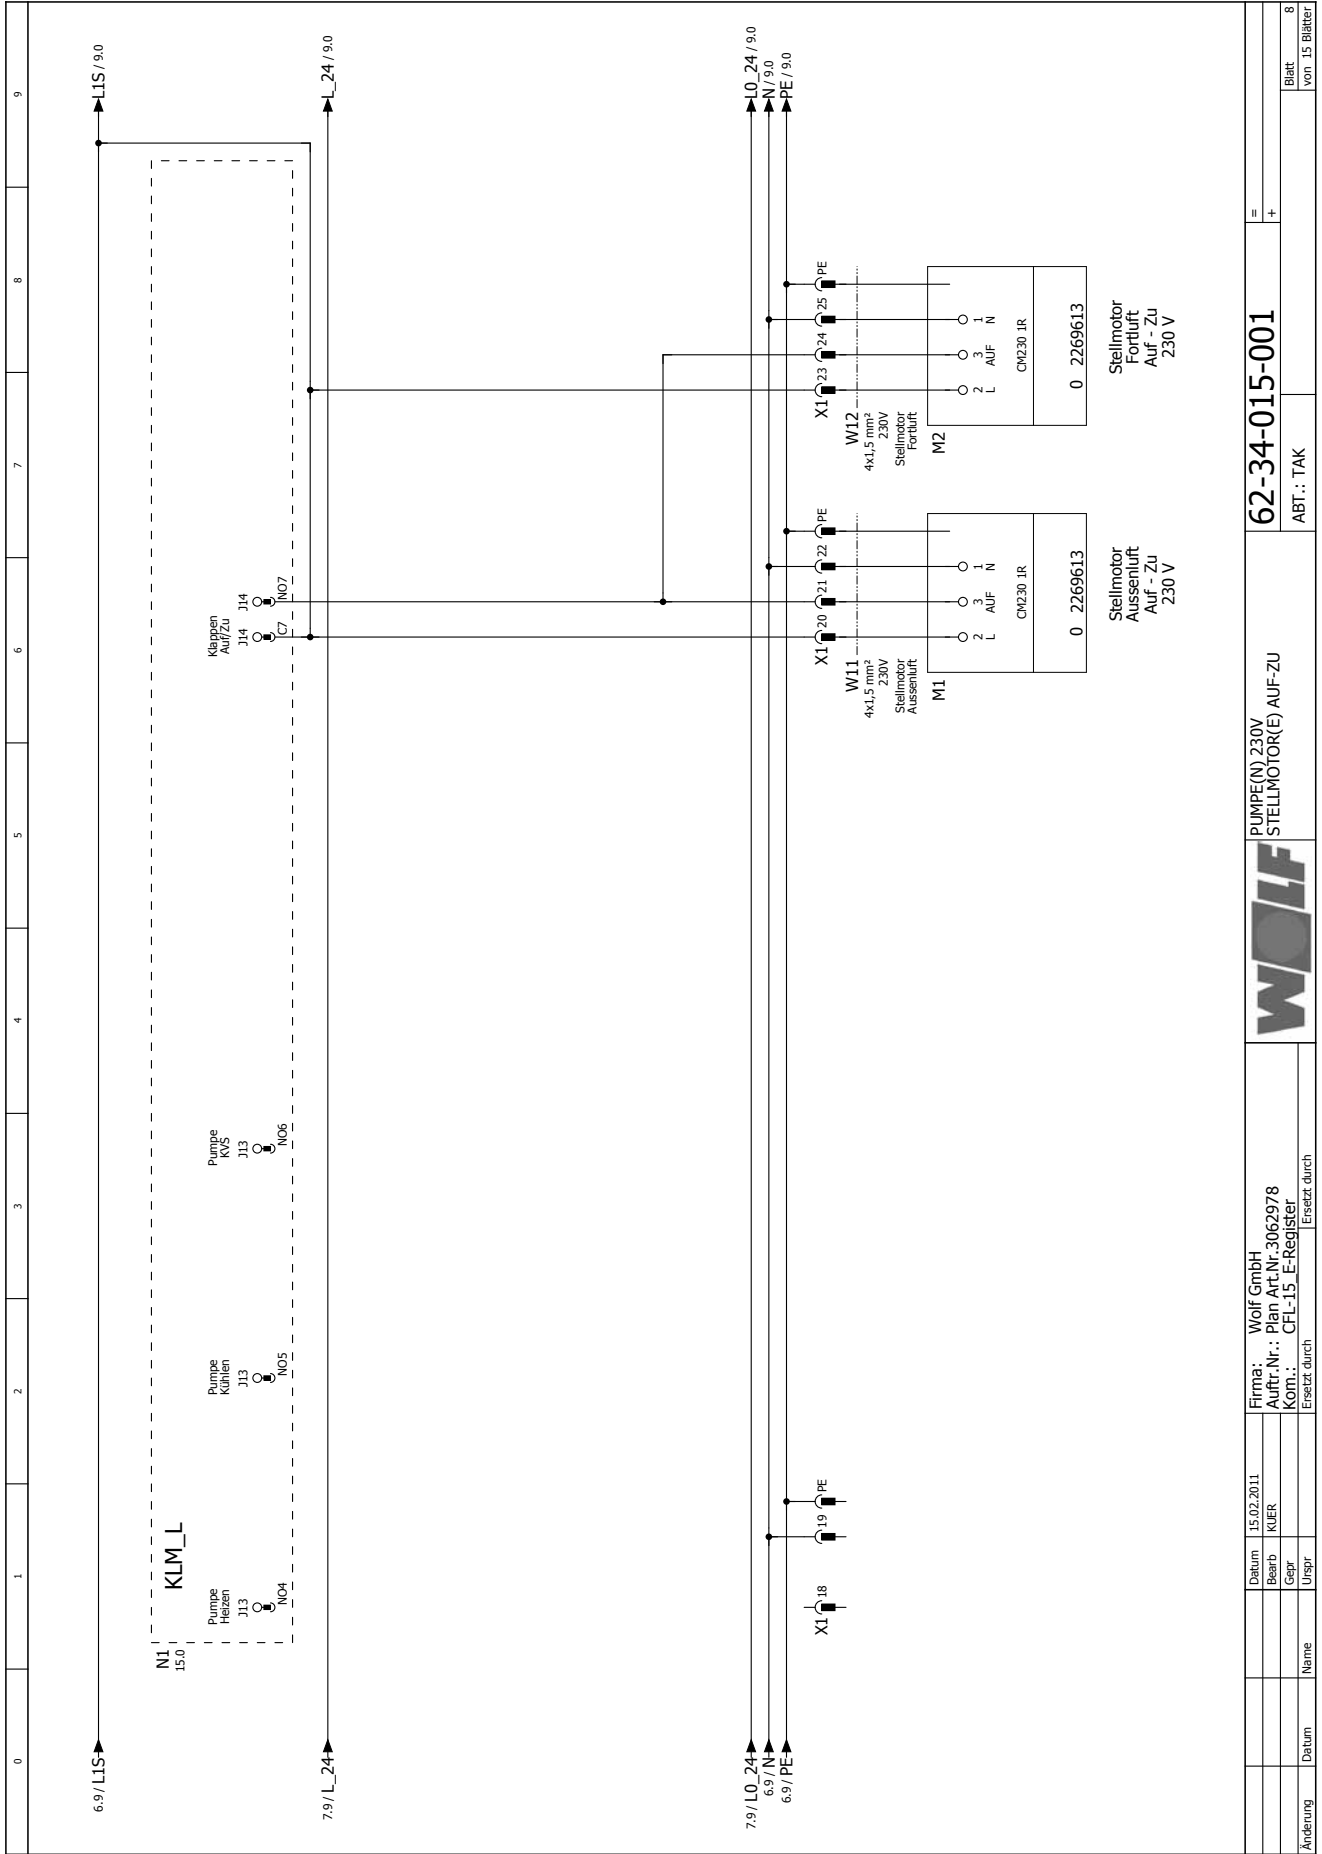 0 1 2 3 4 5 6 7 8 9
6.9 / L1S
L1S / 9.0
N1
15.0
KLM_L
Pumpe
Heizen
J13
NO4
Pumpe
Kühlen
J13
NO5
Pumpe
KVS
J13
NO6
Klappen
Auf/Zu
J14
C7
J14
NO7
7.9 / L_24
L_24 / 9.0
7.9 / L0_24
L0_24 / 9.0
6.9 / N
N / 9.0
6.9 / PE
PE / 9.0
X1 18 19 PE
X1 20 21 22 PE
X1 23 24 25 PE
W11
4x1,5 mm²
230V
Stellmotor
Aussenluft
W12
4x1,5 mm²
230V
Stellmotor
Fortluft
M1
2 3 1
L AUF N
CM230 1R
0 2269613
Stellmotor
Aussenluft
Auf - Zu
230 V
M2
2 3 1
L AUF N
CM230 1R
0 2269613
Stellmotor
Fortluft
Auf - Zu
230 V
Änderung
Datum
Name
Datum 15.02.2011
Bearb KUER
Gepr
Urspr
Firma: Wolf GmbH
Auftr.Nr.: Plan Art.Nr.3062978
Kom.: CFL-15_E-Register
Ersetzt durch
Ersetzt durch
WOLF
PUMPE(N) 230V
STELLMOTOR(E) AUF-ZU
62-34-015-001
ABT.: TAK
=
+
Blatt 8
von 15 Blätter